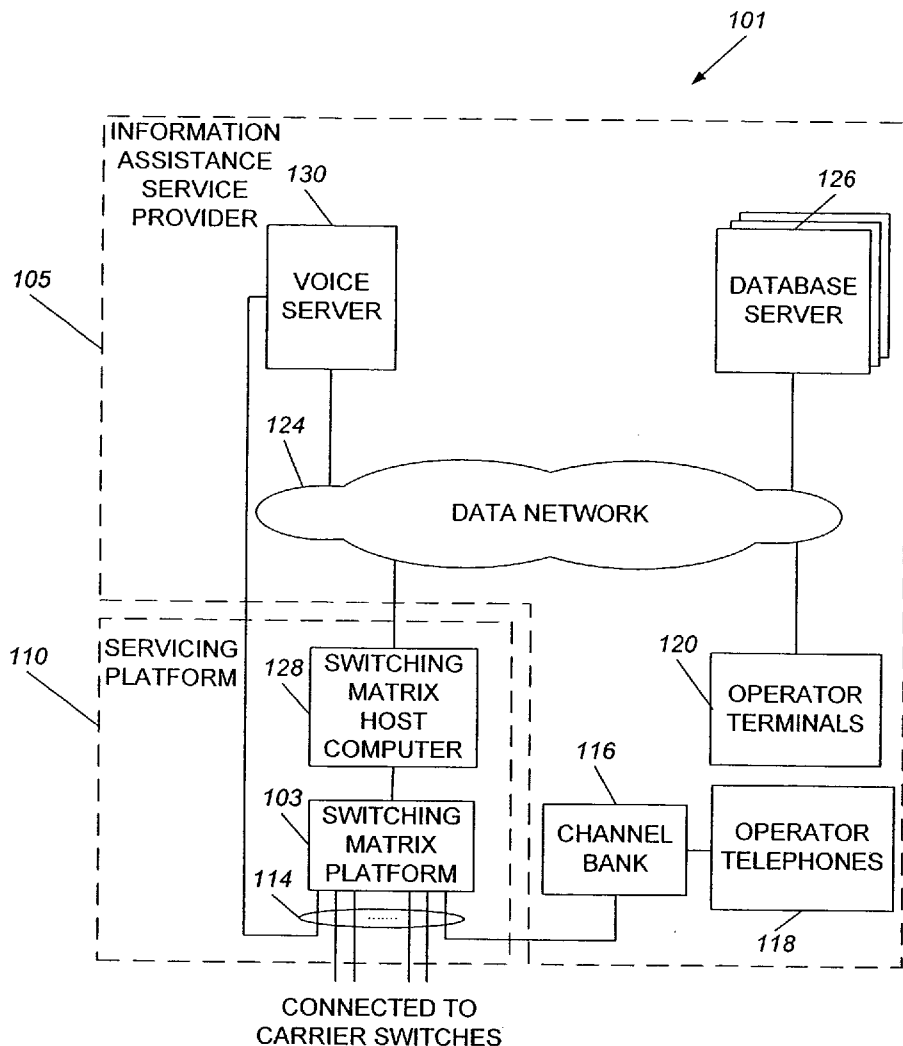 101
INFORMATION
ASSISTANCE
SERVICE
PROVIDER
130
126
VOICE
SERVER
DATABASE
SERVER
105
124
DATA NETWORK
110
SERVICING
PLATFORM
128
SWITCHING
MATRIX
HOST
COMPUTER
120
OPERATOR
TERMINALS
116
103
SWITCHING
MATRIX
PLATFORM
CHANNEL
BANK
OPERATOR
TELEPHONES
114
118
CONNECTED TO
CARRIER SWITCHES